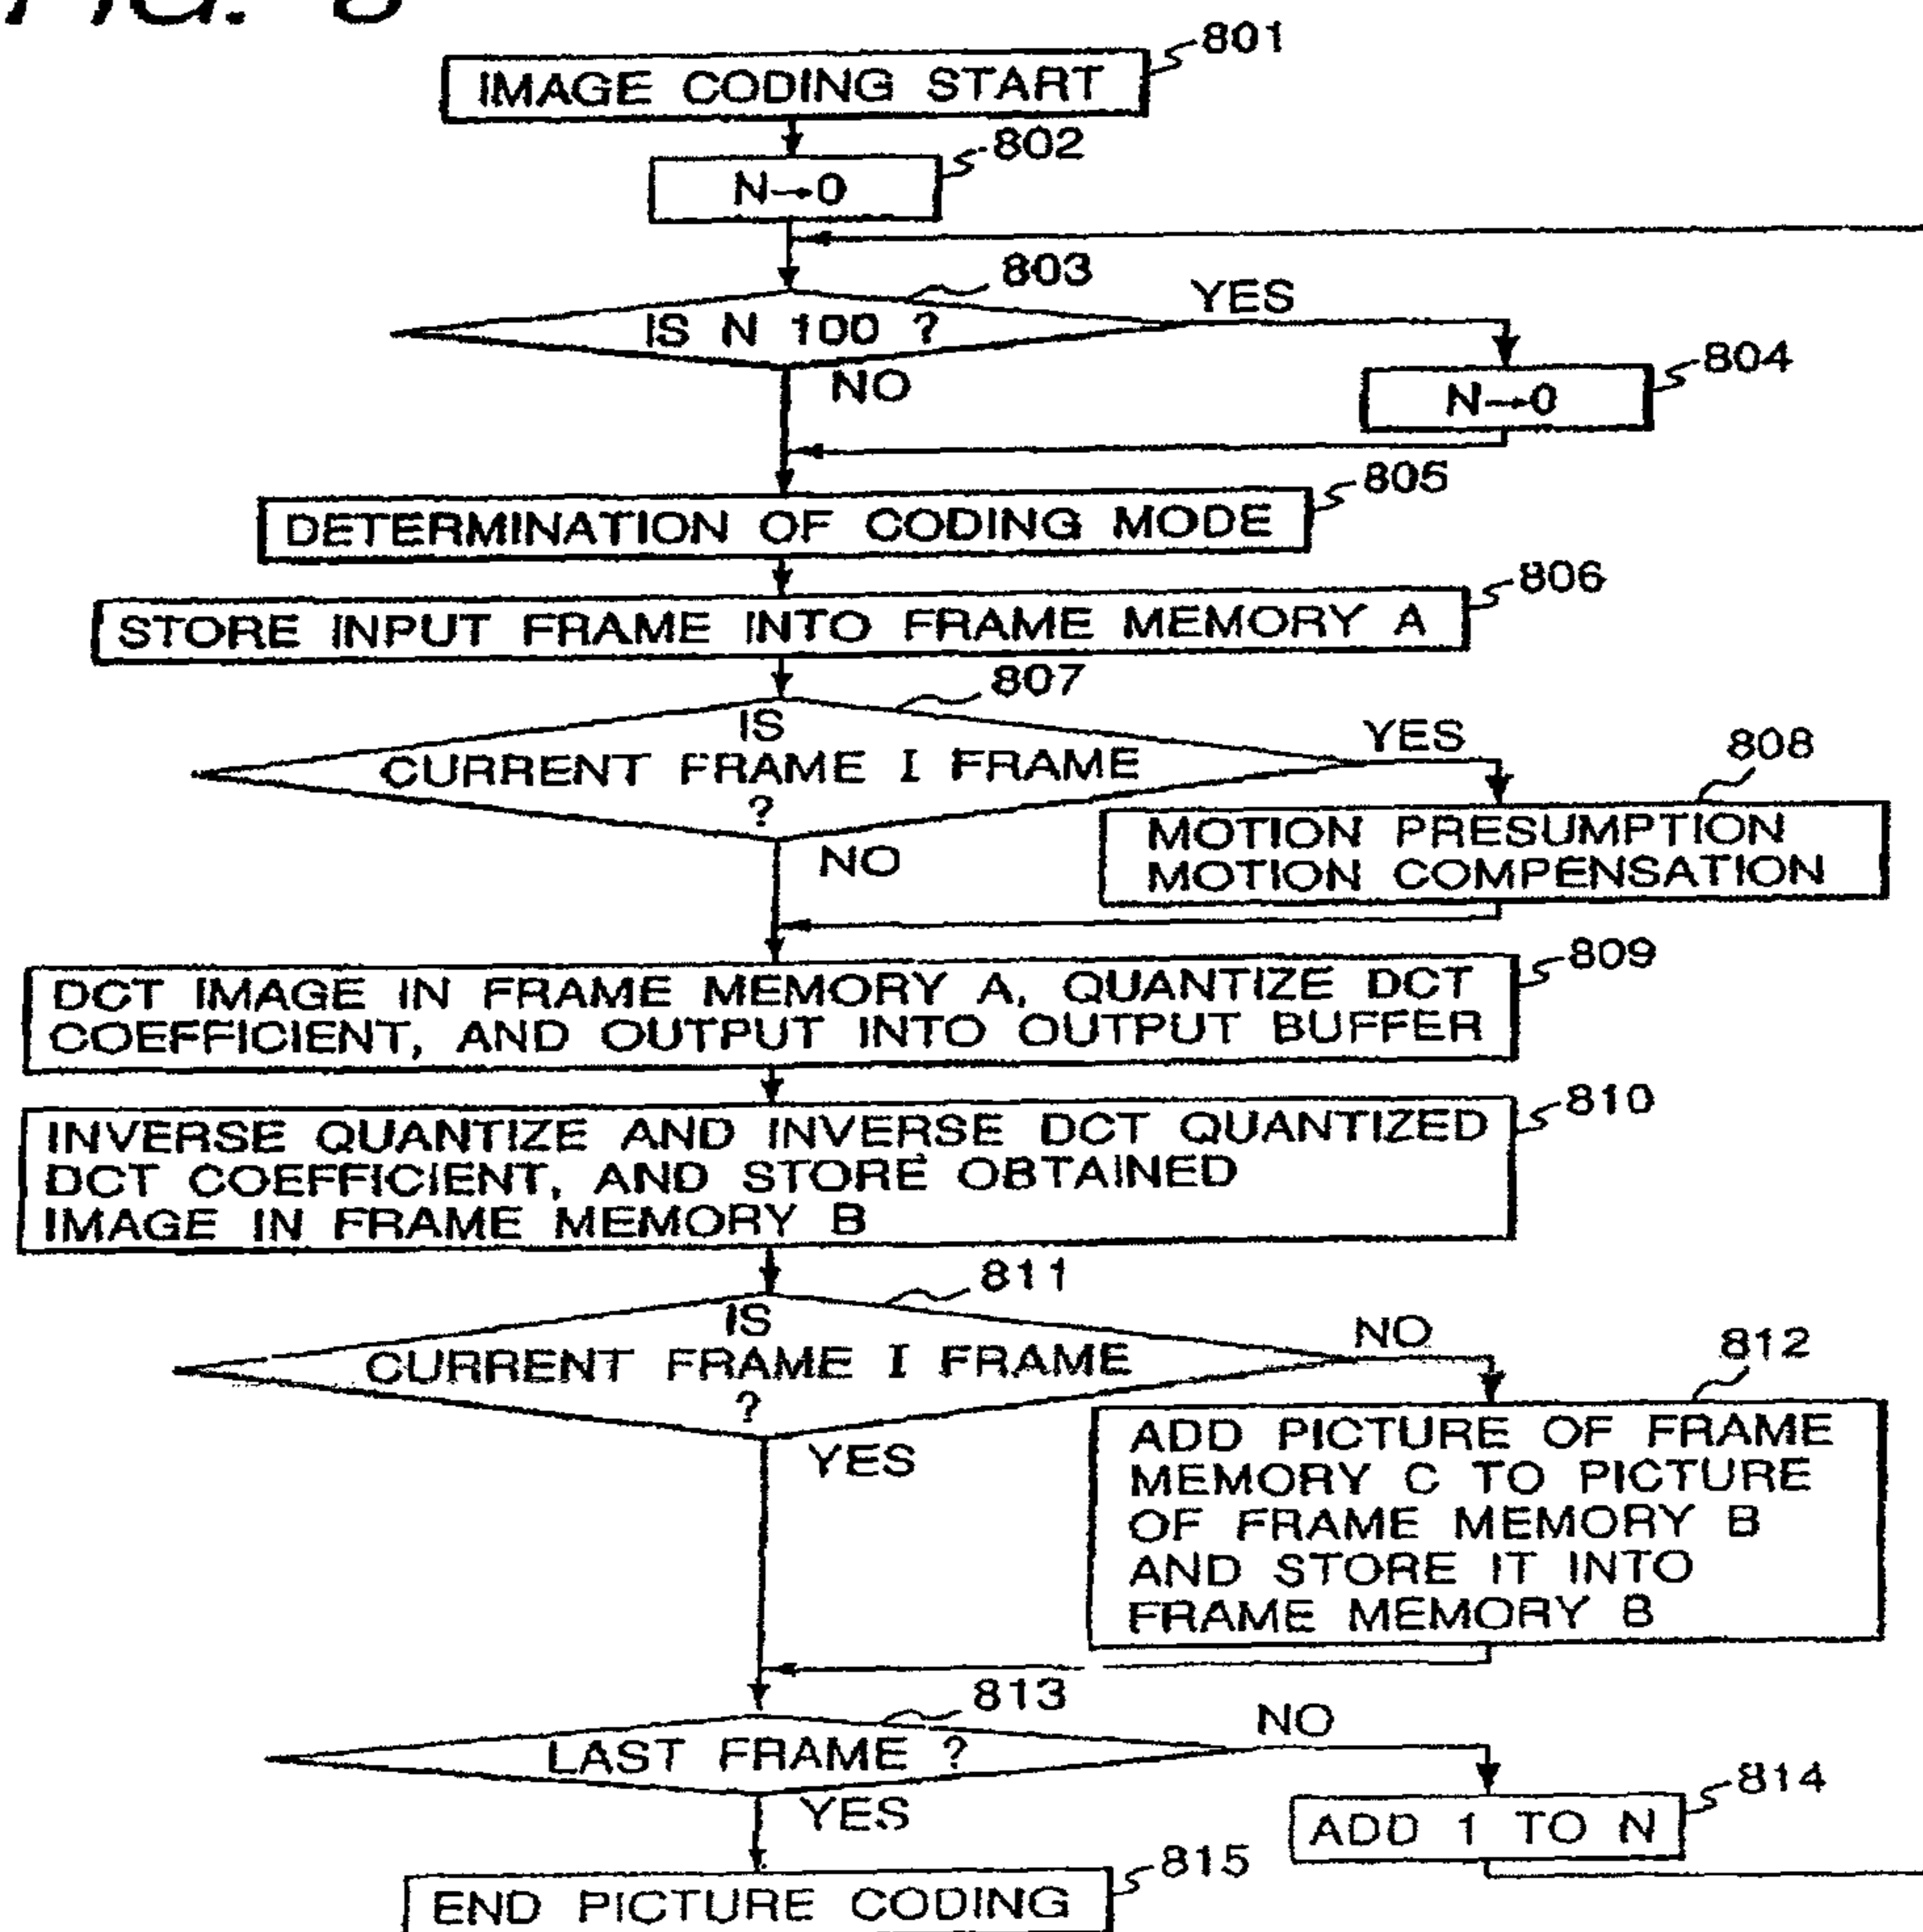 FIG. 8
801
IMAGE CODING START
802
N→0
803
IS N 100 ?
YES
NO
804
N→0
805
DETERMINATION OF CODING MODE
806
STORE INPUT FRAME INTO FRAME MEMORY A
807
IS
CURRENT FRAME I FRAME
?
YES
NO
808
MOTION PRESUMPTION
MOTION COMPENSATION
809
DCT IMAGE IN FRAME MEMORY A, QUANTIZE DCT
COEFFICIENT, AND OUTPUT INTO OUTPUT BUFFER
810
INVERSE QUANTIZE AND INVERSE DCT QUANTIZED
DCT COEFFICIENT, AND STORE OBTAINED
IMAGE IN FRAME MEMORY B
811
IS
CURRENT FRAME I FRAME
?
NO
YES
812
ADD PICTURE OF FRAME
MEMORY C TO PICTURE
OF FRAME MEMORY B
AND STORE IT INTO
FRAME MEMORY B
813
LAST FRAME ?
NO
YES
814
ADD 1 TO N
815
END PICTURE CODING